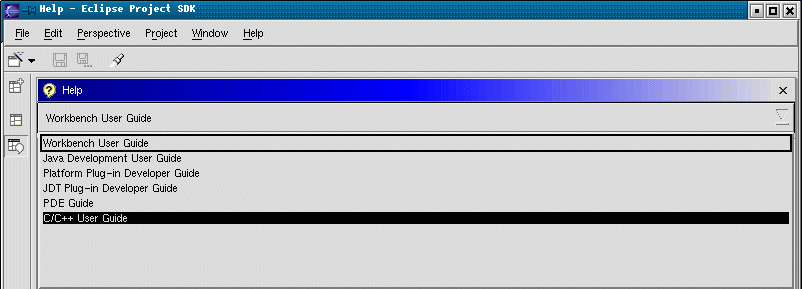 Help – Eclipse Project SDK
File Edit Perspective Project Window Help
Help
Workbench User Guide
Workbench User Guide
Java Development User Guide
Platform Plug-in Developer Guide
JDT Plug-in Developer Guide
PDE Guide
C/C++ User Guide